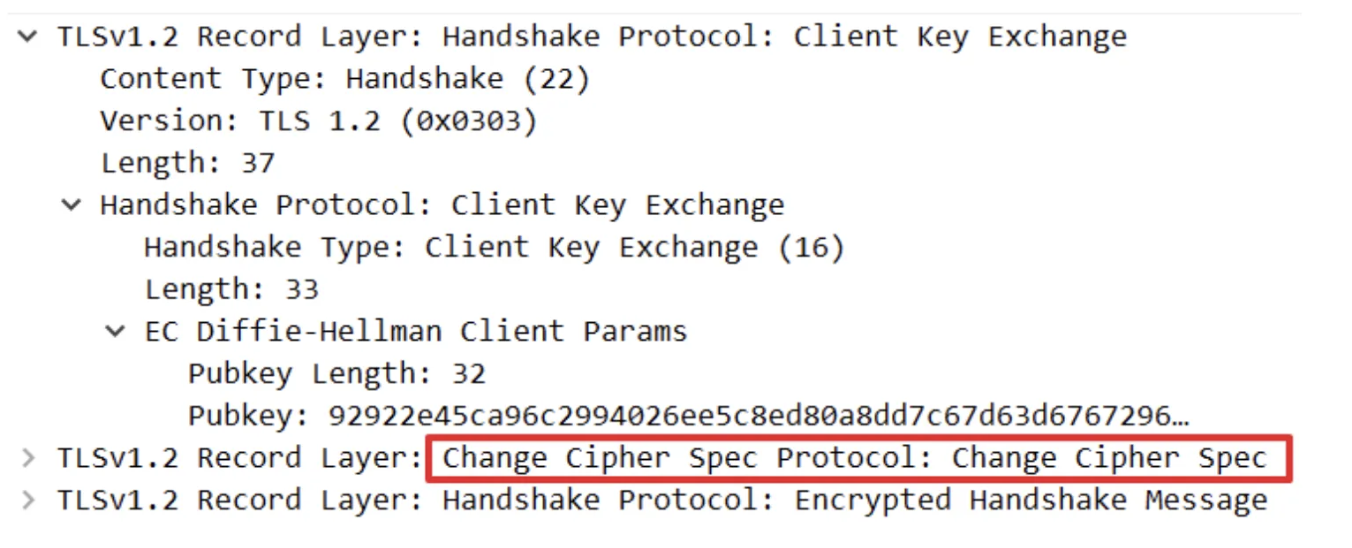 TLSv1.2 Record Layer: Handshake Protocol: Client Key Exchange
Content Type: Handshake (22)
Version: TLS 1.2 (0x0303)
Length: 37
Handshake Protocol: Client Key Exchange
Handshake Type: Client Key Exchange (16)
Length: 33
EC Diffie-Hellman Client Params
Pubkey Length: 32
Pubkey: 92922e45ca96c2994026ee5c8ed80a8dd7c67d63d6767296…
TLSv1.2 Record Layer: Change Cipher Spec Protocol: Change Cipher Spec
TLSv1.2 Record Layer: Handshake Protocol: Encrypted Handshake Message